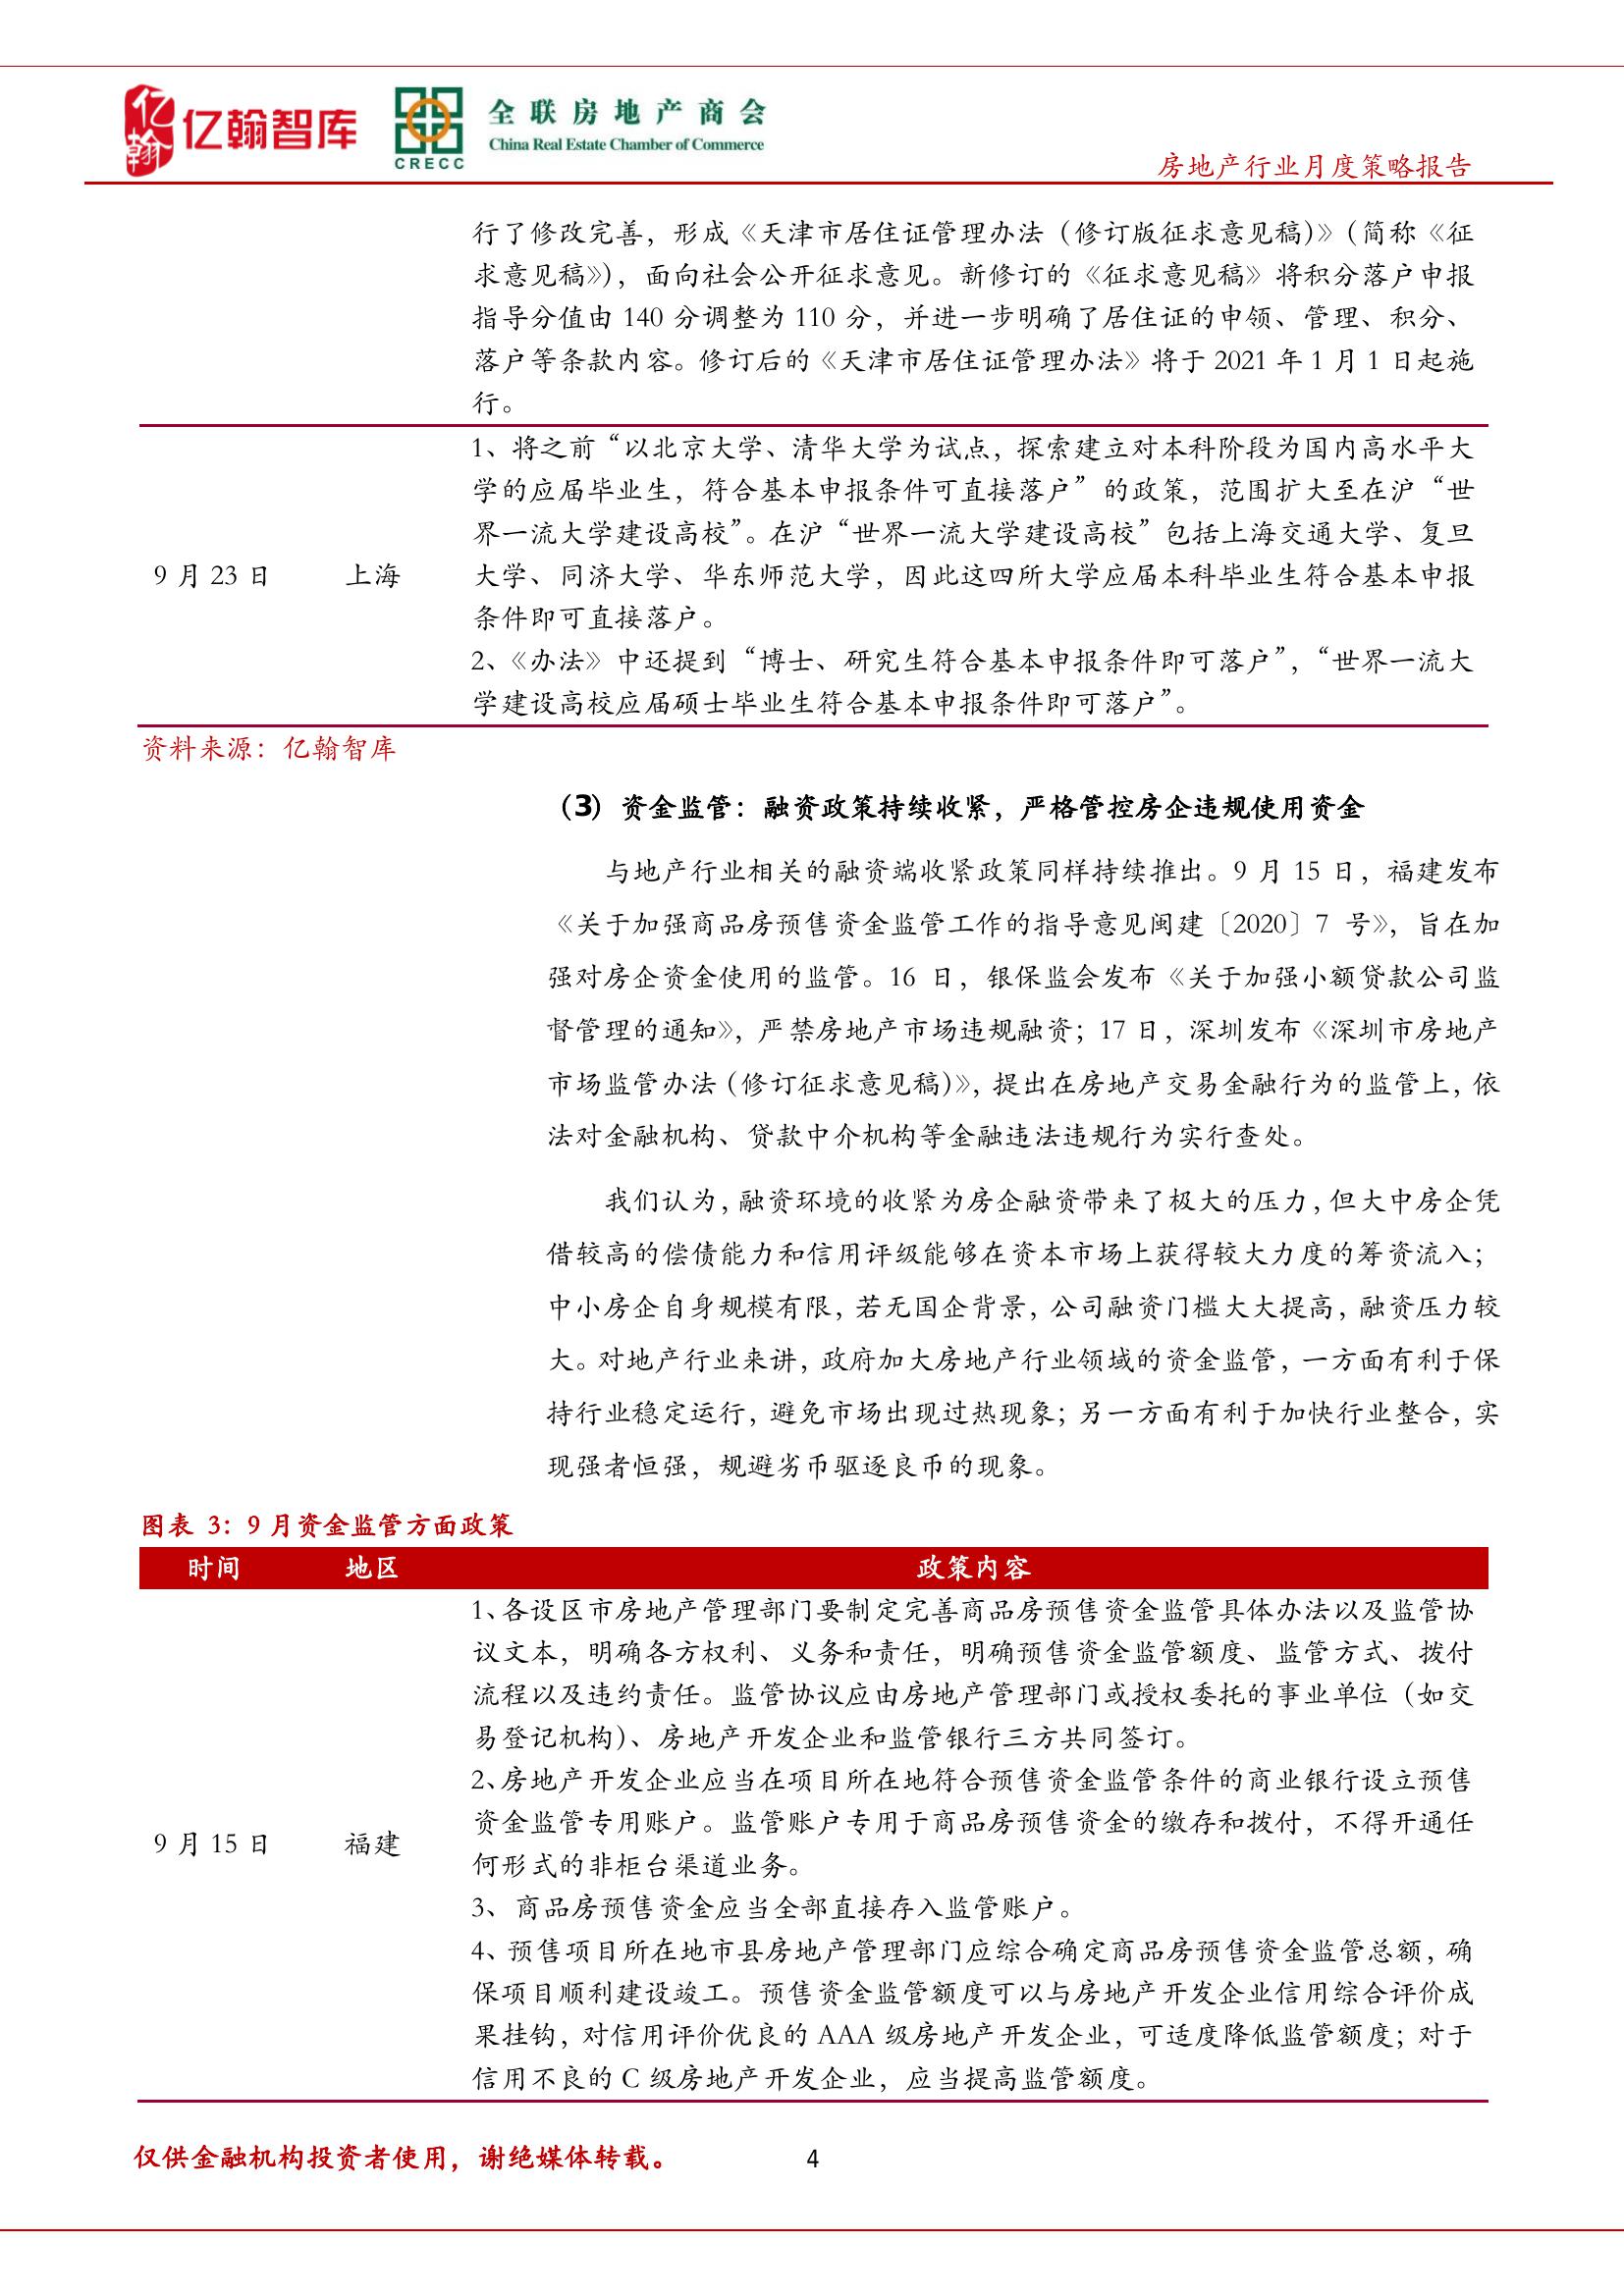 亿翰
亿翰智库
CRECC
全联房地产商会
China Real Estate Chamber of Commerce
房地产行业月度策略报告
行了修改完善，形成《天津市居住证管理办法（修订版征求意见稿）》（简称《征
求意见稿》），面向社会公开征求意见。新修订的《征求意见稿》将积分落户申报
指导分值由 140 分调整为 110 分，并进一步明确了居住证的申领、管理、积分、
落户等条款内容。修订后的《天津市居住证管理办法》将于 2021 年 1 月 1 日起施
行。
9 月 23 日
上海
1、将之前“以北京大学、清华大学为试点，探索建立对本科阶段为国内高水平大
学的应届毕业生，符合基本申报条件可直接落户”的政策，范围扩大至在沪“世
界一流大学建设高校”。在沪“世界一流大学建设高校”包括上海交通大学、复旦
大学、同济大学、华东师范大学，因此这四所大学应届本科毕业生符合基本申报
条件即可直接落户。
2、《办法》中还提到“博士、研究生符合基本申报条件即可落户”，“世界一流大
学建设高校应届硕士毕业生符合基本申报条件即可落户”。
资料来源：亿翰智库
（3）资金监管：融资政策持续收紧，严格管控房企违规使用资金
与地产行业相关的融资端收紧政策同样持续推出。9 月 15 日，福建发布
《关于加强商品房预售资金监管工作的指导意见闽建〔2020〕7 号》，旨在加
强对房企资金使用的监管。16 日，银保监会发布《关于加强小额贷款公司监
督管理的通知》，严禁房地产市场违规融资；17 日，深圳发布《深圳市房地产
市场监管办法（修订征求意见稿）》，提出在房地产交易金融行为的监管上，依
法对金融机构、贷款中介机构等金融违法违规行为实行查处。
我们认为，融资环境的收紧为房企融资带来了极大的压力，但大中房企凭
借较高的偿债能力和信用评级能够在资本市场上获得较大力度的筹资流入；
中小房企自身规模有限，若无国企背景，公司融资门槛大大提高，融资压力较
大。对地产行业来讲，政府加大房地产行业领域的资金监管，一方面有利于保
持行业稳定运行，避免市场出现过热现象；另一方面有利于加快行业整合，实
现强者恒强，规避劣币驱逐良币的现象。
图表 3：9 月资金监管方面政策
时间 地区 政策内容
9 月 15 日
福建
1、各设区市房地产管理部门要制定完善商品房预售资金监管具体办法以及监管协
议文本，明确各方权利、义务和责任，明确预售资金监管额度、监管方式、拨付
流程以及违约责任。监管协议应由房地产管理部门或授权委托的事业单位（如交
易登记机构）、房地产开发企业和监管银行三方共同签订。
2、房地产开发企业应当在项目所在地符合预售资金监管条件的商业银行设立预售
资金监管专用账户。监管账户专用于商品房预售资金的缴存和拨付，不得开通任
何形式的非柜台渠道业务。
3、 商品房预售资金应当全部直接存入监管账户。
4、预售项目所在地市县房地产管理部门应综合确定商品房预售资金监管总额，确
保项目顺利建设竣工。预售资金监管额度可以与房地产开发企业信用综合评价成
果挂钩，对信用评价优良的 AAA 级房地产开发企业，可适度降低监管额度；对于
信用不良的 C 级房地产开发企业，应当提高监管额度。
仅供金融机构投资者使用，谢绝媒体转载。
4